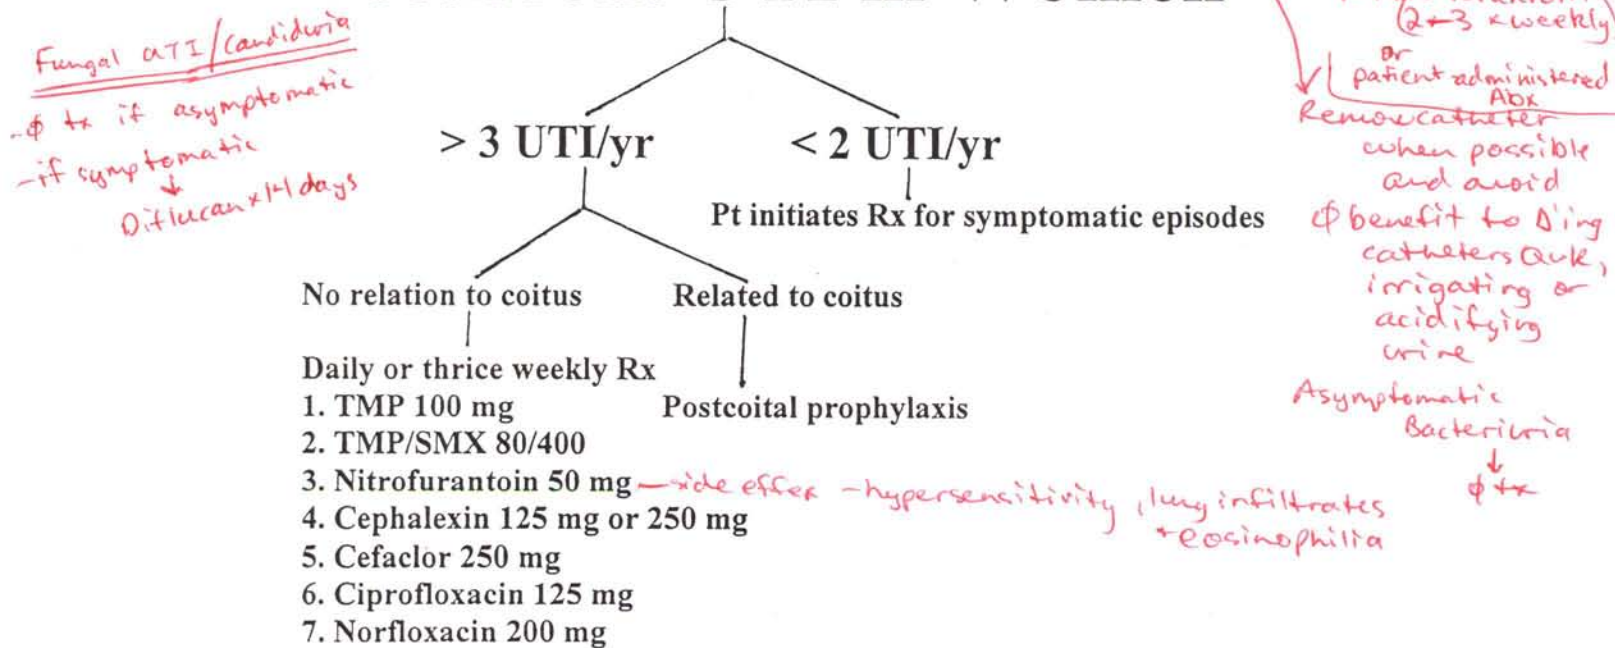 Fungal UTI/Candiduria
-ϕ tx if asymptomatic
-if symptomatic
↓
Diflucan x 14 days
> 3 UTI/yr
< 2 UTI/yr
Pt initiates Rx for symptomatic episodes
No relation to coitus
Related to coitus
Daily or thrice weekly Rx
1. TMP 100 mg
Postcoital prophylaxis
2. TMP/SMX 80/400
3. Nitrofurantoin 50 mg — side effex - hypersensitivity, lung infiltrates
+ eosinophilia
4. Cephalexin 125 mg or 250 mg
5. Cefaclor 250 mg
6. Ciprofloxacin 125 mg
7. Norfloxacin 200 mg
(2-3 x weekly)
or
patient administered
Abx
Remove catheter
when possible
and avoid
ϕ benefit to Δ'ing
catheters Qwk,
irrigating or
acidifying
urine
Asymptomatic
Bacteriuria
↓
ϕ tx